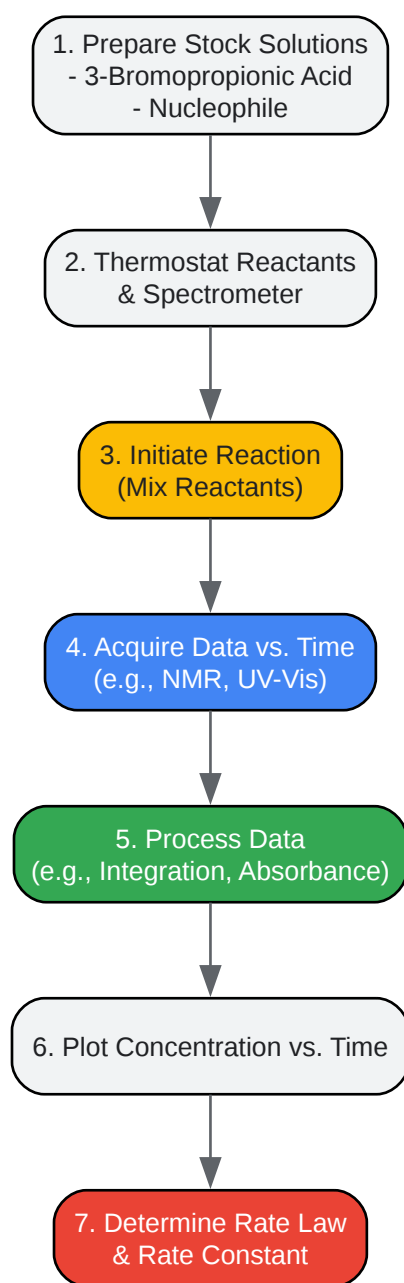 1. Prepare Stock Solutions
- 3-Bromopropionic Acid
- Nucleophile
2. Thermostat Reactants
& Spectrometer
3. Initiate Reaction
(Mix Reactants)
4. Acquire Data vs. Time
(e.g., NMR, UV-Vis)
5. Process Data
(e.g., Integration, Absorbance)
6. Plot Concentration vs. Time
7. Determine Rate Law
& Rate Constant